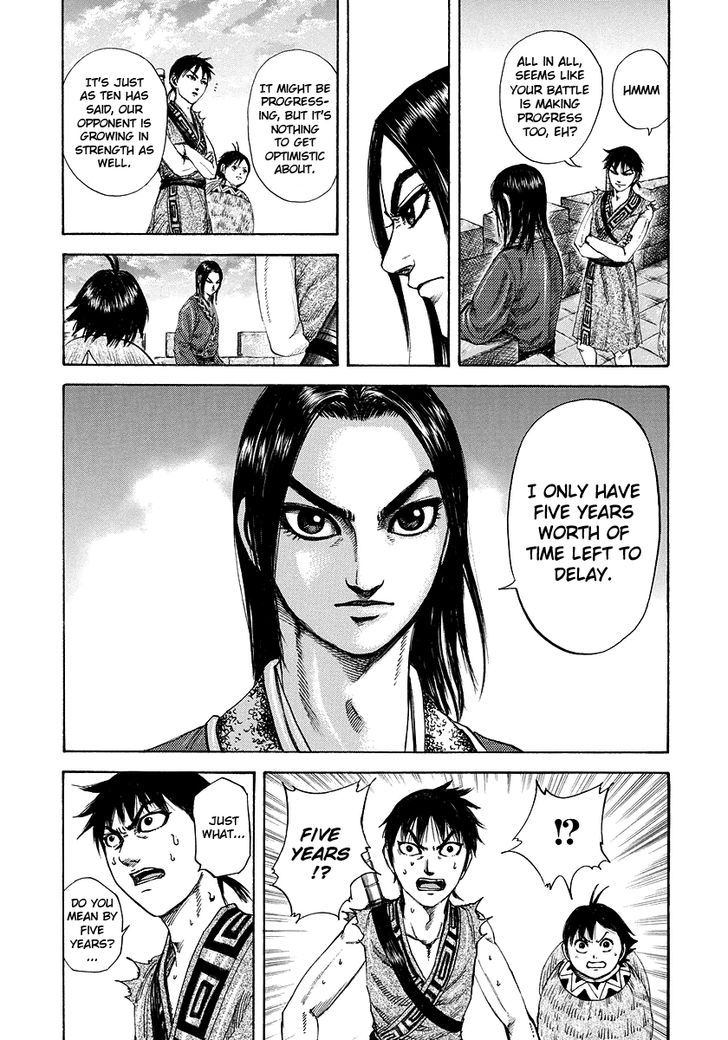 HMMM
ALL IN ALL,
SEEMS LIKE
YOUR BATTLE
IS MAKING
PROGRESS
TOO, EH?
IT MIGHT BE
PROGRESS-
ING, BUT IT'S
NOTHING
TO GET
OPTIMISTIC
ABOUT.
IT'S JUST
AS TEN HAS
SAID, OUR
OPPONENT IS
GROWING IN
STRENGTH AS
WELL.
I ONLY HAVE
FIVE YEARS
WORTH OF
TIME LEFT TO
DELAY.
!?
FIVE
YEARS
!?
JUST
WHAT...
DO YOU
MEAN BY
FIVE
YEARS?
...